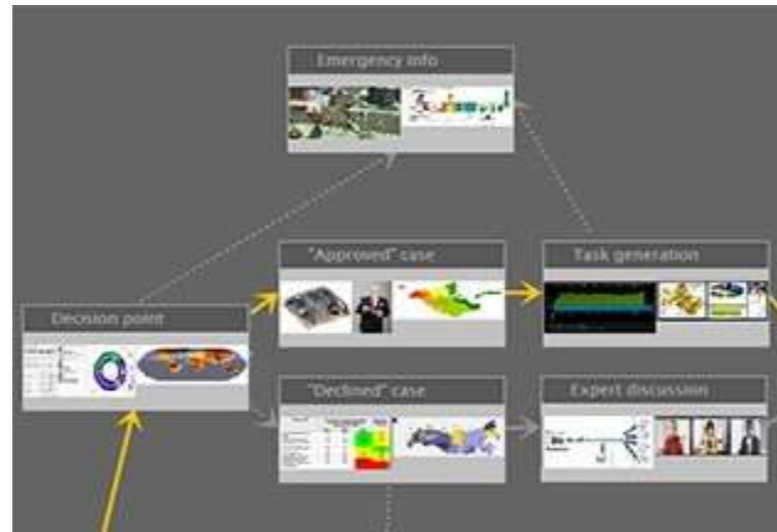 Emergency info
"Approved" case
Task generation
Decision point
"Declined" case
Expert discussion